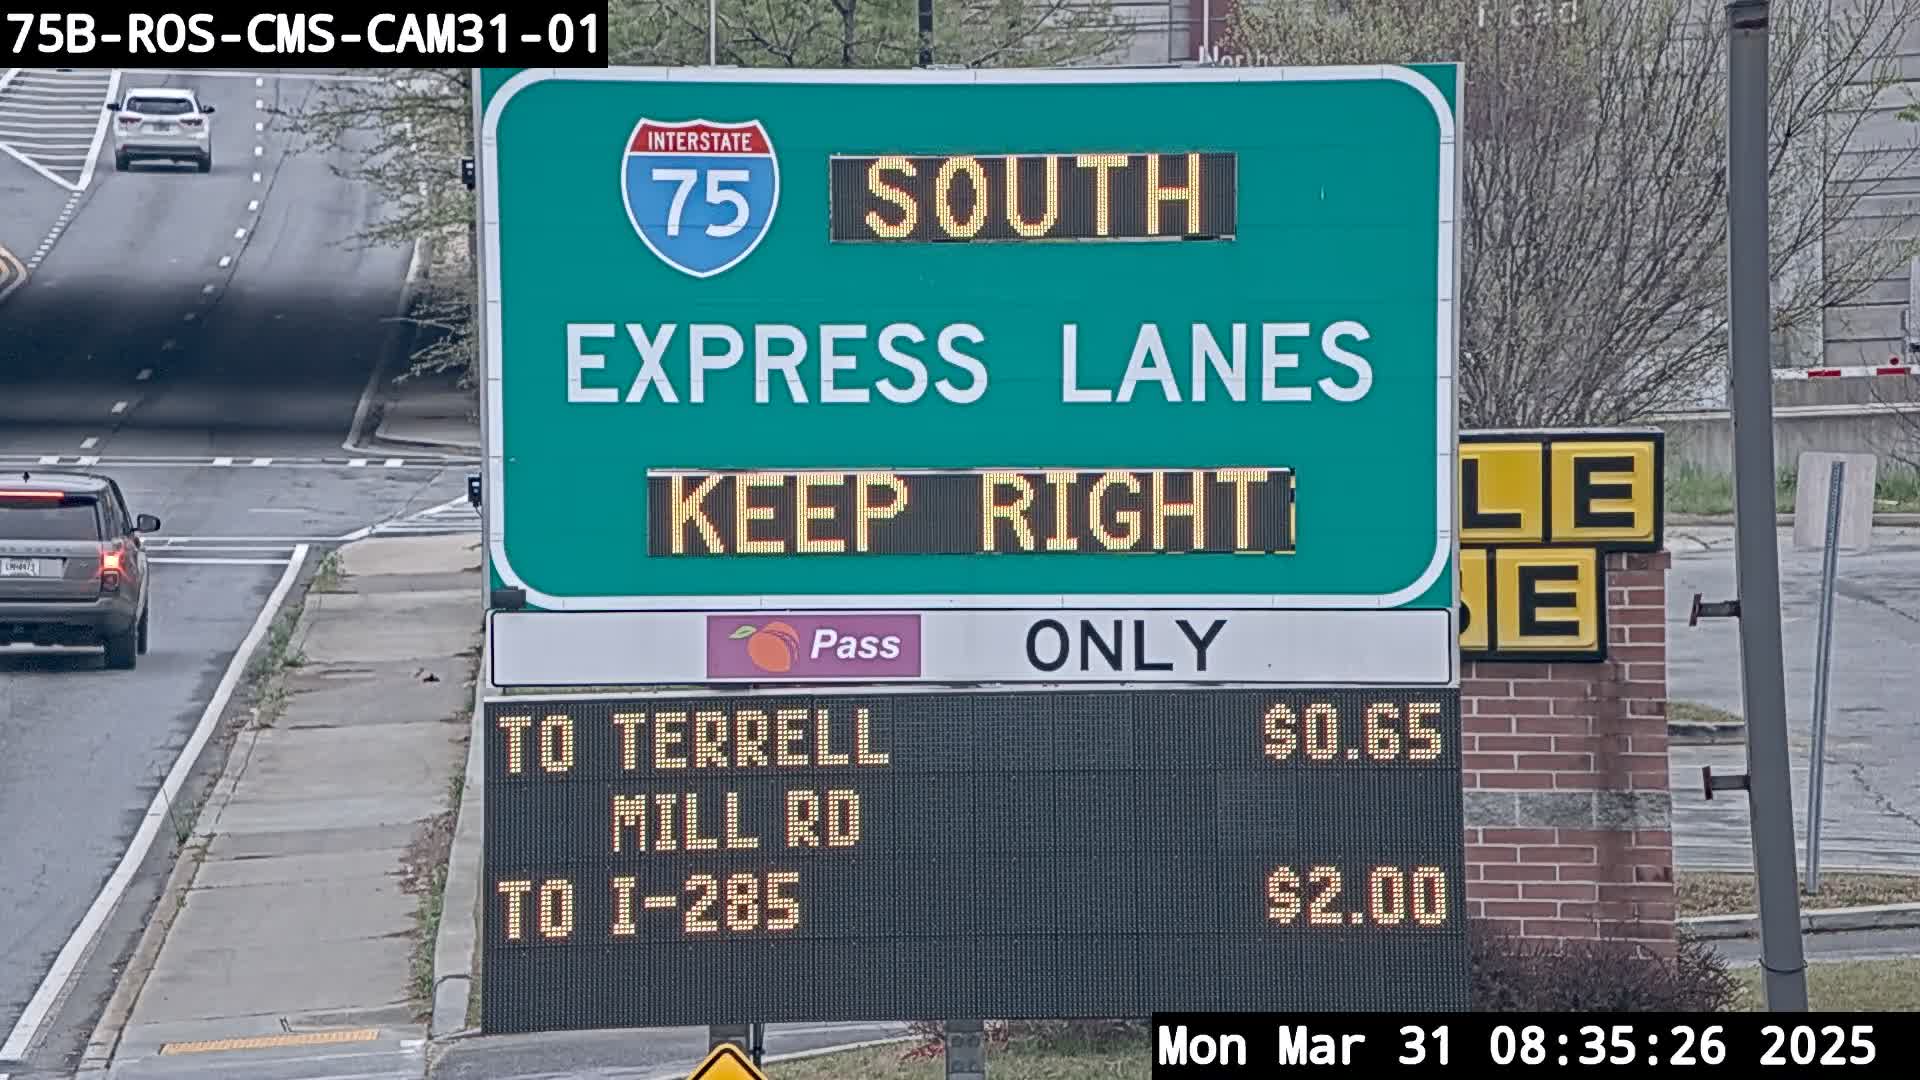 75B-ROS-CMS-CAM31-01
INTERSTATE
75
SOUTH
EXPRESS LANES
KEEP RIGHT
Pass ONLY
TO TERRELL $0.65
MILL RD
TO I-285 $2.00
LE
E
Mon Mar 31 08:35:26 2025